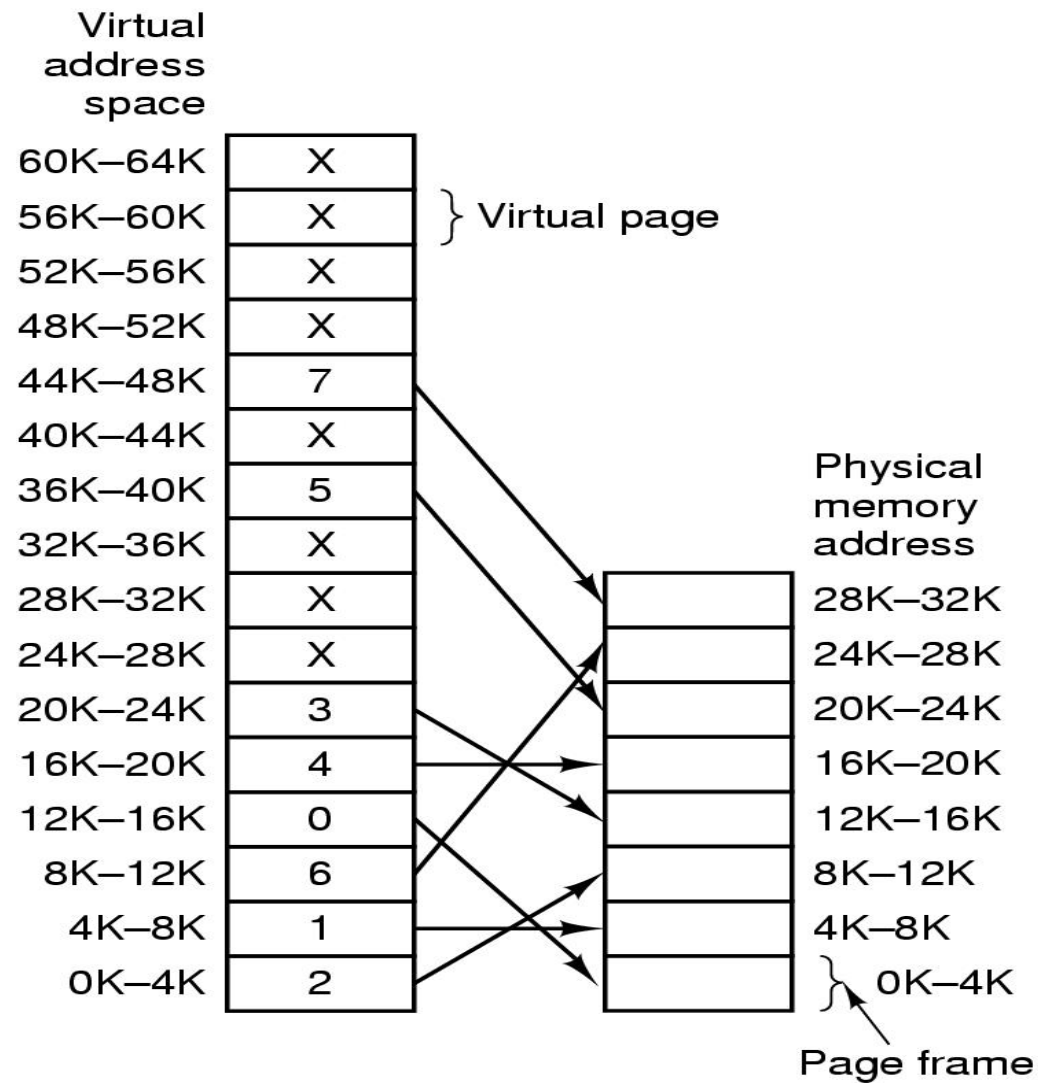 Virtual
address
space
60K–64K X
56K–60K X Virtual page
52K–56K X
48K–52K X
44K–48K 7
40K–44K X
36K–40K 5
32K–36K X
28K–32K X
24K–28K X
20K–24K 3
16K–20K 4
12K–16K 0
8K–12K 6
4K–8K 1
0K–4K 2
Physical
memory
address
28K–32K
24K–28K
20K–24K
16K–20K
12K–16K
8K–12K
4K–8K
0K–4K
Page frame